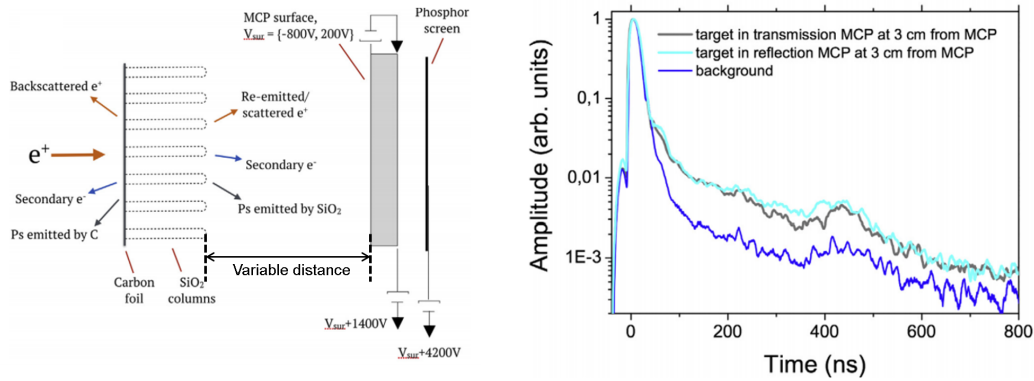 MCP surface,
Vsur = {-800V, 200V}
Phosphor
screen
Backscattered e+
Re-emitted/
scattered e+
e+
Secondary e-
Secondary e-
Ps emitted by SiO2
Ps emitted by C
Variable distance
Carbon
foil
SiO2
columns
Vsur+1400V
Vsur+4200V
Amplitude (arb. units)
1
0,1
0,01
1E-3
target in transmission MCP at 3 cm from MCP
target in reflection MCP at 3 cm from MCP
background
0
200
400
600
800
Time (ns)